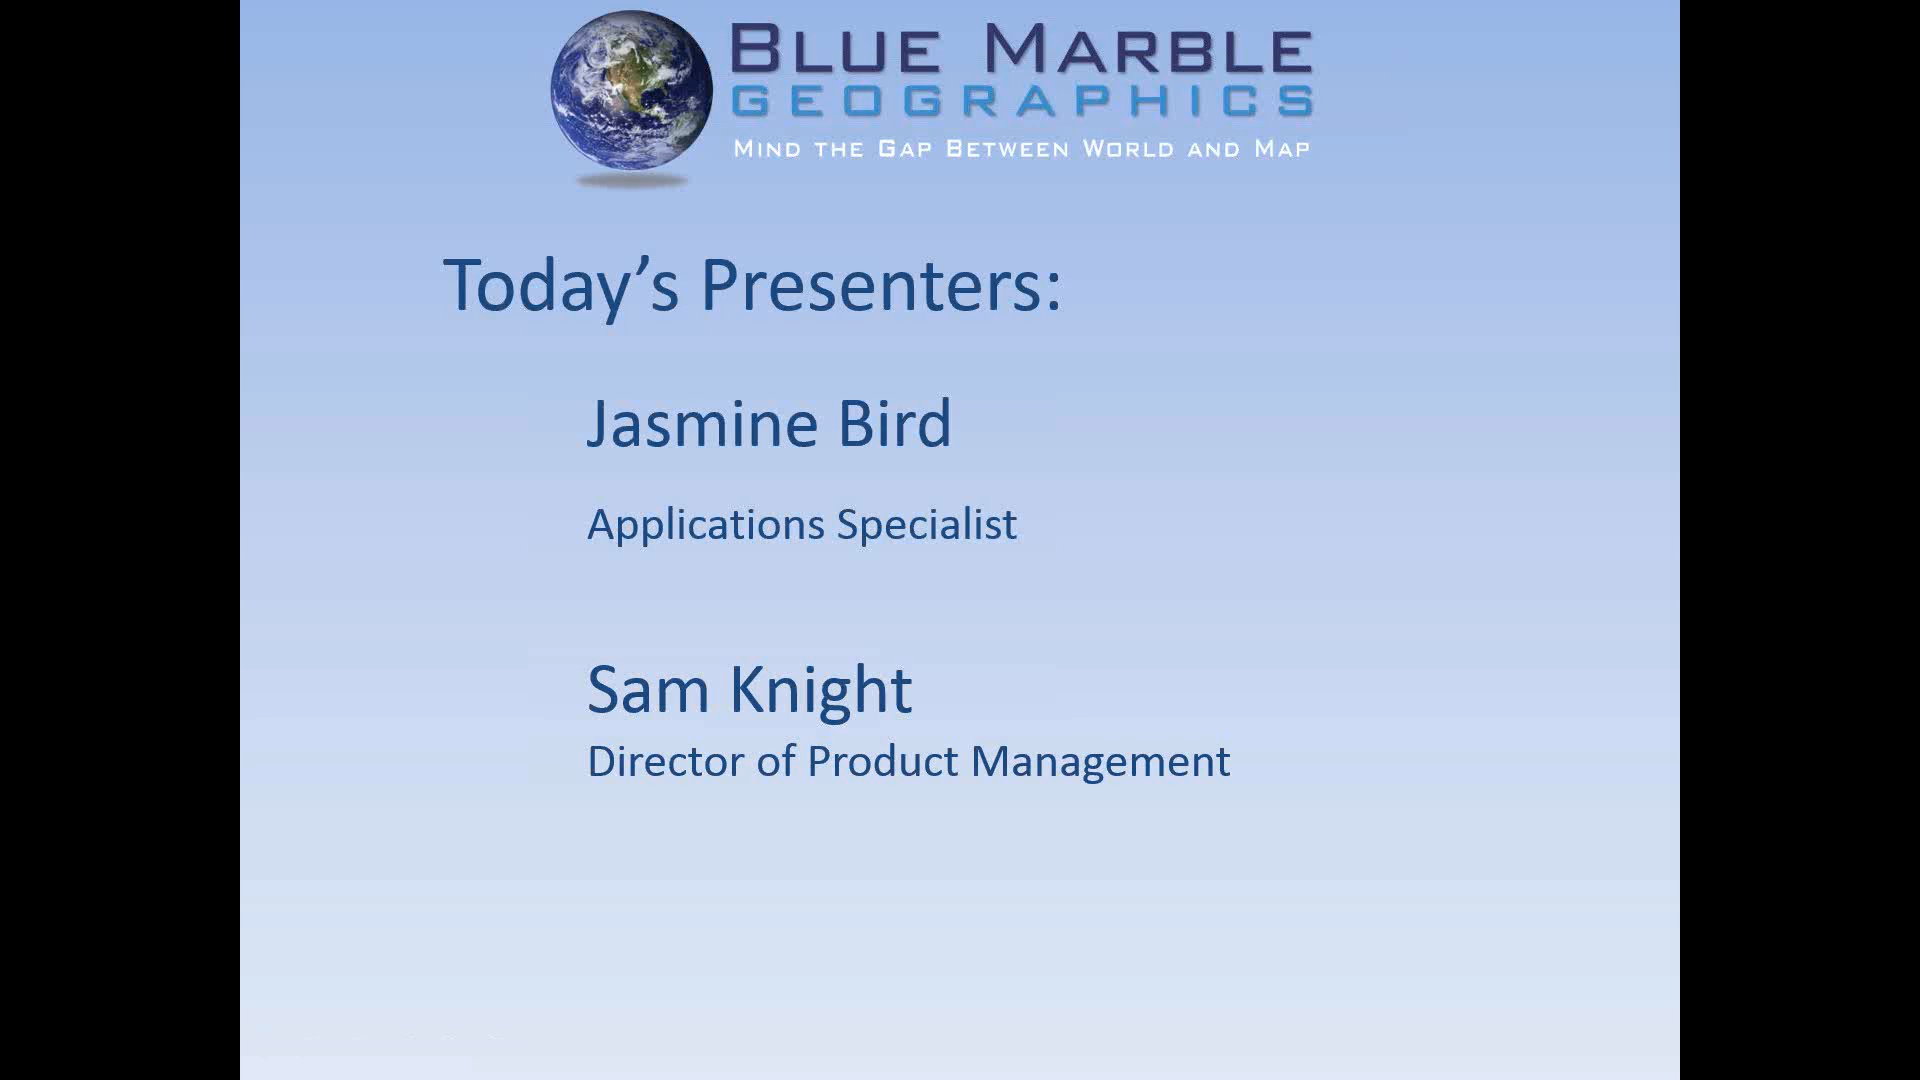 BLUE MARBLE
GEOGRAPHICS
MIND THE GAP BETWEEN WORLD AND MAP
Today's Presenters:
Jasmine Bird
Applications Specialist
Sam Knight
Director of Product Management